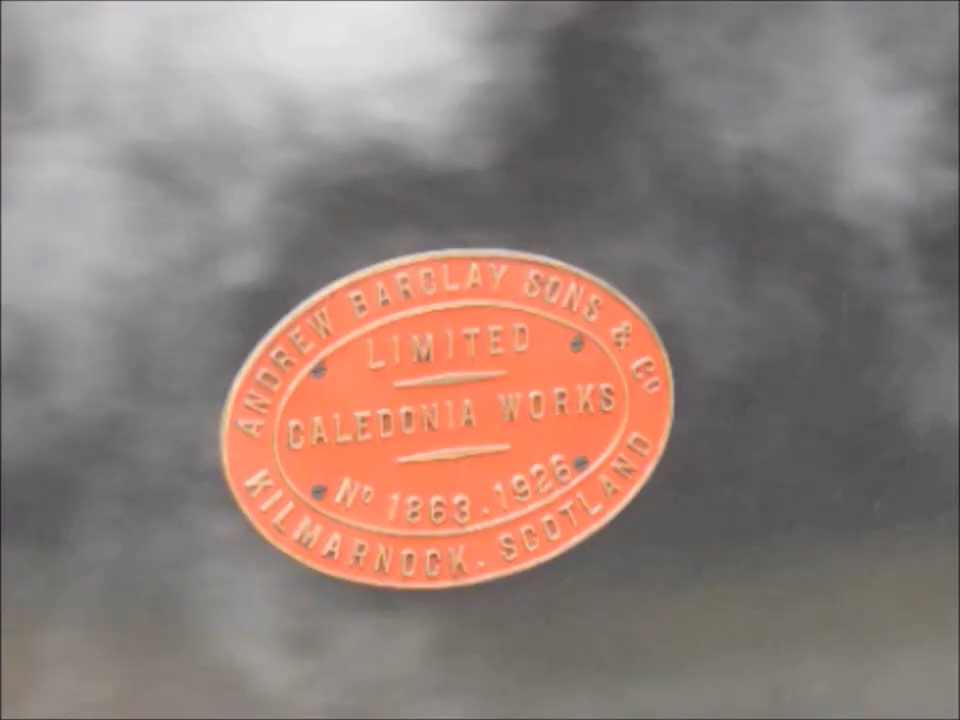 ANDREW BARCLAY SONS & Co
LIMITED
CALEDONIA WORKS
No 1863.1926
KILMARNOCK. SCOTLAND